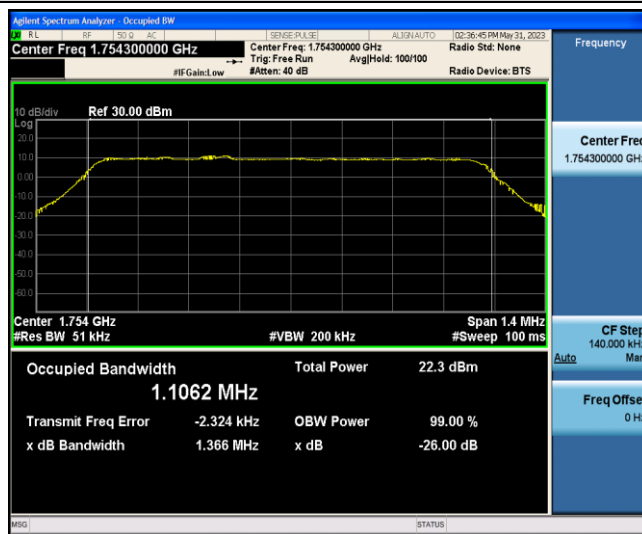 Agilent Spectrum Analyzer - Occupied BW
RL RF 50 Ω AC SENSE:PULSE ALIGNAUTO 02:36:45 PM May 31, 2023
Center Freq 1.754300000 GHz
Center Freq: 1.754300000 GHz Radio Std: None
Trig: Free Run Avg|Hold: 100/100
#IFGain:Low #Atten: 40 dB Radio Device: BTS
10 dB/div Ref 30.00 dBm
Log
20.0
10.0
0.00
-10.0
-20.0
-30.0
-40.0
-50.0
-60.0
Center 1.754 GHz Span 1.4 MHz
#Res BW 51 kHz #VBW 200 kHz #Sweep 100 ms
Occupied Bandwidth Total Power 22.3 dBm
1.1062 MHz
Transmit Freq Error -2.324 kHz OBW Power 99.00 %
x dB Bandwidth 1.366 MHz x dB -26.00 dB
MSG STATUS
Frequency
Center Freq
1.754300000 GHz
CF Step
140.000 kHz
Auto Man
Freq Offset
0 Hz